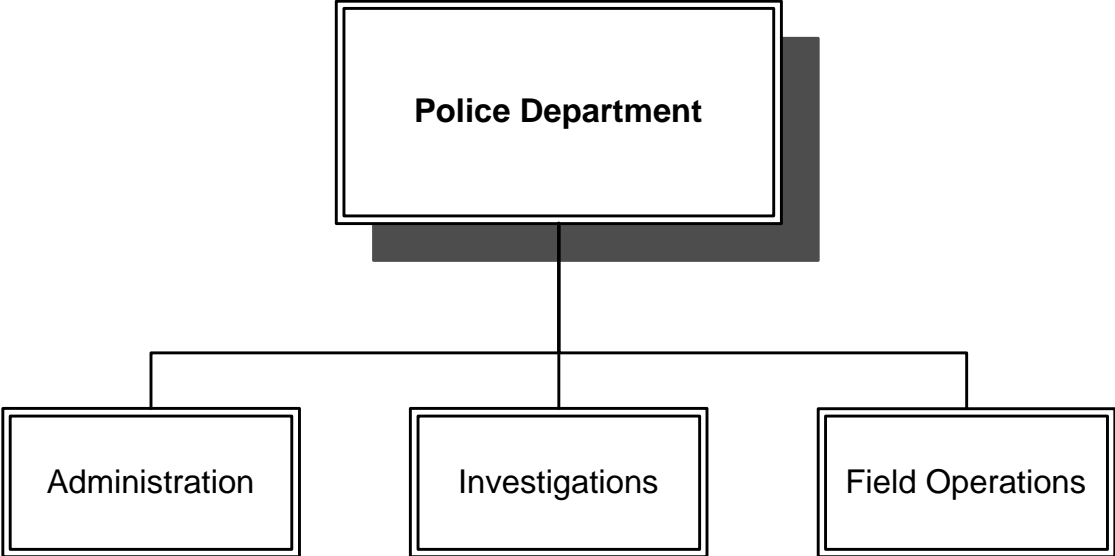 Police Department
Administration
Investigations
Field Operations